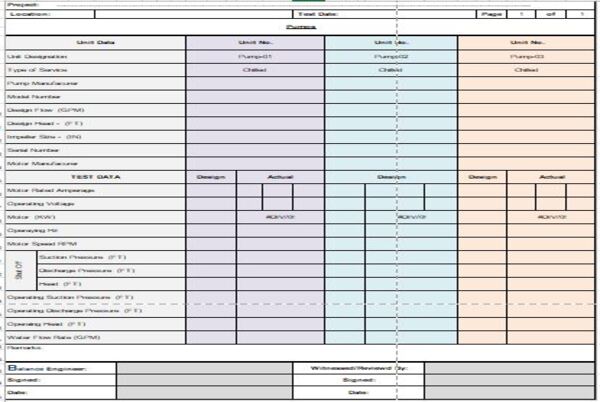 Project:
Location: Test Date: Page 1 of 1
Pumps
Unit Data Unit No. Unit No. Unit No.
Unit Designation Pump-01 Pump-02 Pump-03
Type of Service Chilled Chilled Chilled
Pump Manufacturer
Model Number
Design Flow (GPM)
Design Head - (FT)
Impeller Size - (IN)
Serial Number
Motor Manufacturer
TEST DATA Design Actual Design Design Actual
Motor Rated Amperage
Operating Voltage
Motor (KW) #DIV/0! #DIV/0! #DIV/0!
Operaying Hz
Motor Speed RPM
Shut Off
Suction Pressure (FT)
Discharge Pressure (FT)
Head (FT)
Operating Suction Pressure (FT)
Operating Discharge Pressure (FT)
Operating Head (FT)
Water Flow Rate (GPM)
Remarks:
Balance Engineer: Witnessed/Reviewed By:
Signed: Signed:
Date: Date: